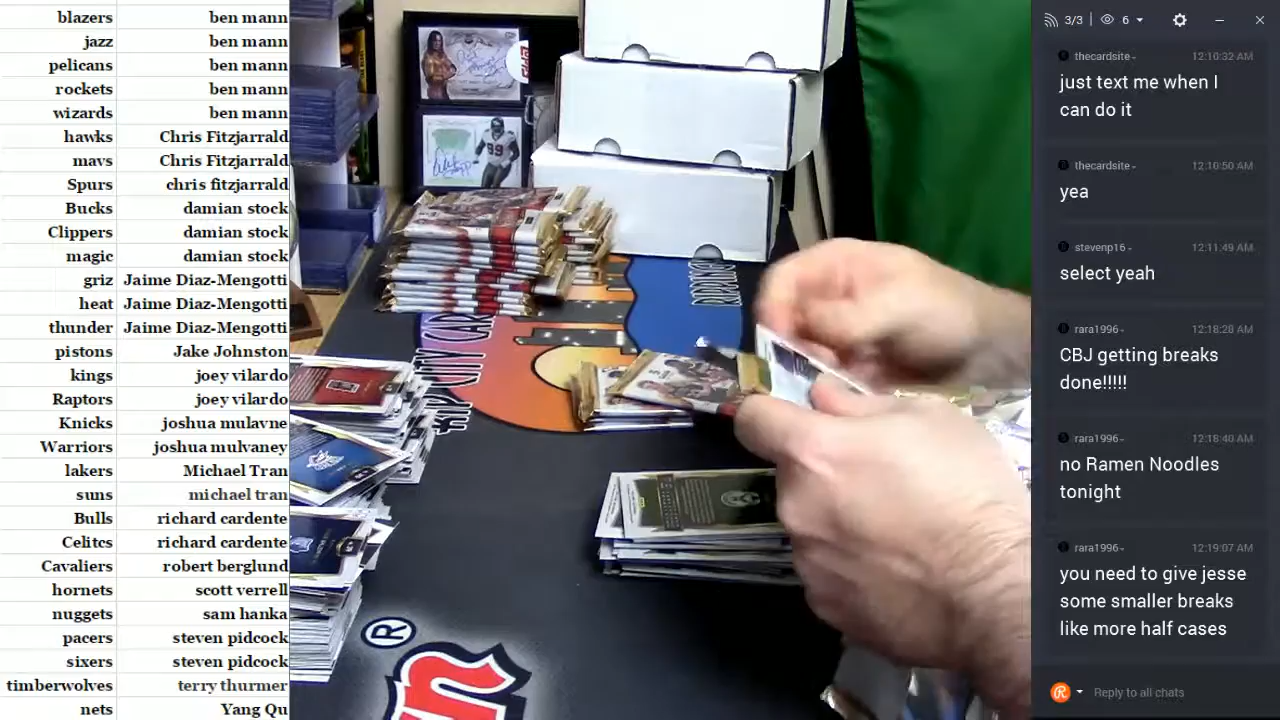 blazers ben mann
jazz ben mann
pelicans ben mann
rockets ben mann
wizards ben mann
hawks Chris Fitzjarrald
mavs Chris Fitzjarrald
Spurs chris fitzjarrald
Bucks damian stock
Clippers damian stock
magic damian stock
griz Jaime Diaz-Mengotti
heat Jaime Diaz-Mengotti
thunder Jaime Diaz-Mengotti
pistons Jake Johnston
kings joey vilardo
Raptors joey vilardo
Knicks joshua mulavne
Warriors joshua mulvaney
lakers Michael Tran
suns michael tran
Bulls richard cardente
Celitcs richard cardente
Cavaliers robert berglund
hornets scott verrell
nuggets sam hanka
pacers steven pidcock
sixers steven pidcock
timberwolves terry thurmer
nets Yang Qu
RIP CITY CARD
RIPPING
®
3/3 6
thecardsite 12:10:32 AM
just text me when I
can do it
thecardsite 12:10:50 AM
yea
stevenp16 12:11:49 AM
select yeah
rara1996 12:18:28 AM
CBJ getting breaks
done!!!!!
rara1996 12:18:40 AM
no Ramen Noodles
tonight
rara1996 12:19:07 AM
you need to give jesse
some smaller breaks
like more half cases
Reply to all chats